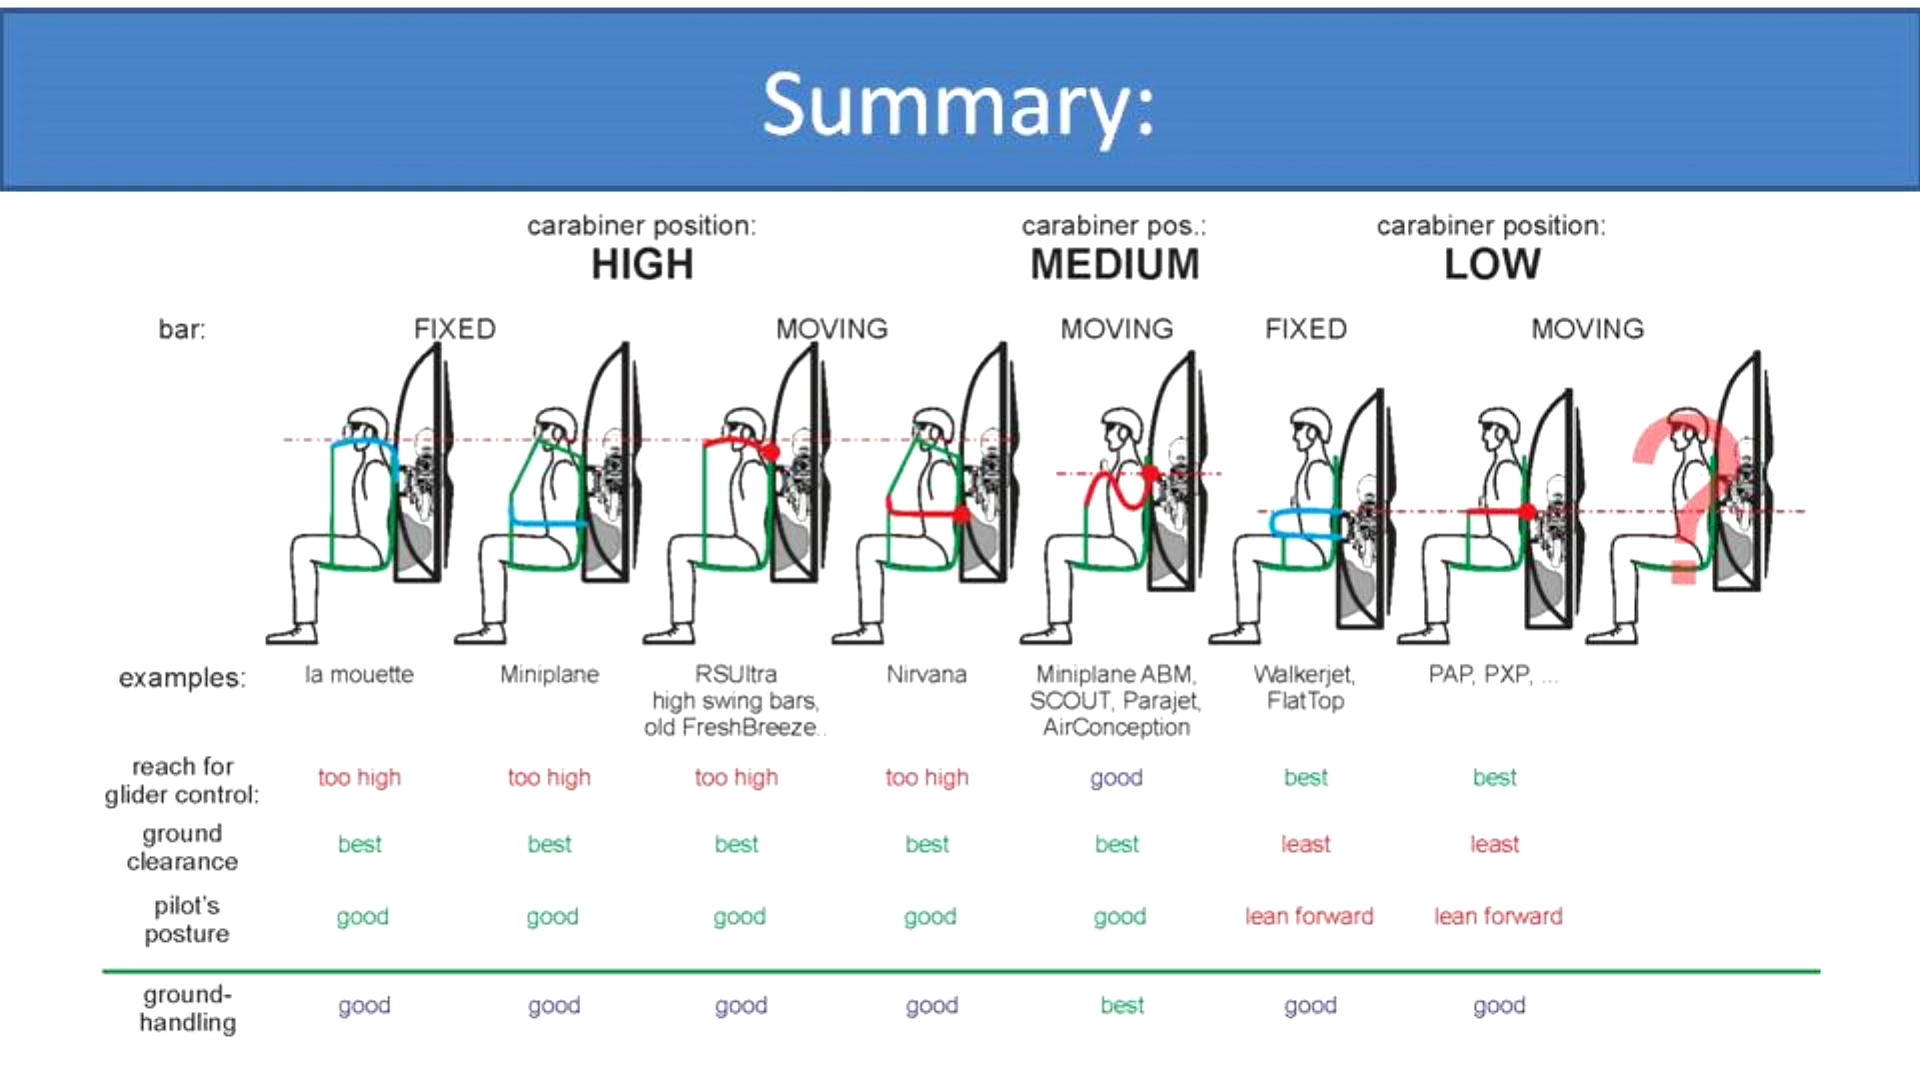 Summary:
carabiner position:
HIGH
carabiner pos.:
MEDIUM
carabiner position:
LOW
bar:
FIXED
MOVING
MOVING
FIXED
MOVING
?
examples:
la mouette
Miniplane
RSUltra
high swing bars,
old FreshBreeze..
Nirvana
Miniplane ABM,
SCOUT, Parajet,
AirConception
Walkerjet,
FlatTop
PAP, PXP, ...
reach for
glider control:
too high
too high
too high
too high
good
best
best
ground
clearance
best
best
best
best
best
least
least
pilot's
posture
good
good
good
good
good
lean forward
lean forward
ground-
handling
good
good
good
good
best
good
good